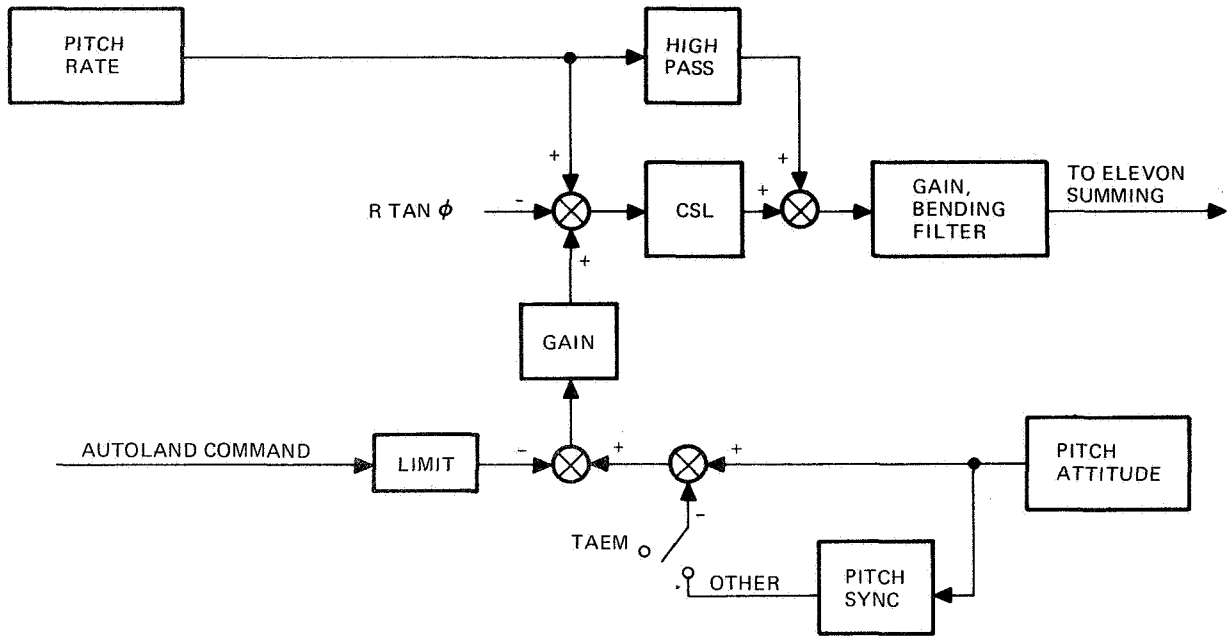 PITCH
RATE
HIGH
PASS
+
+
R TAN ϕ
-
CSL
+
GAIN,
BENDING
FILTER
TO ELEVON
SUMMING
+
GAIN
AUTOLAND COMMAND
LIMIT
-
+
+
PITCH
ATTITUDE
-
TAEM
OTHER
PITCH
SYNC